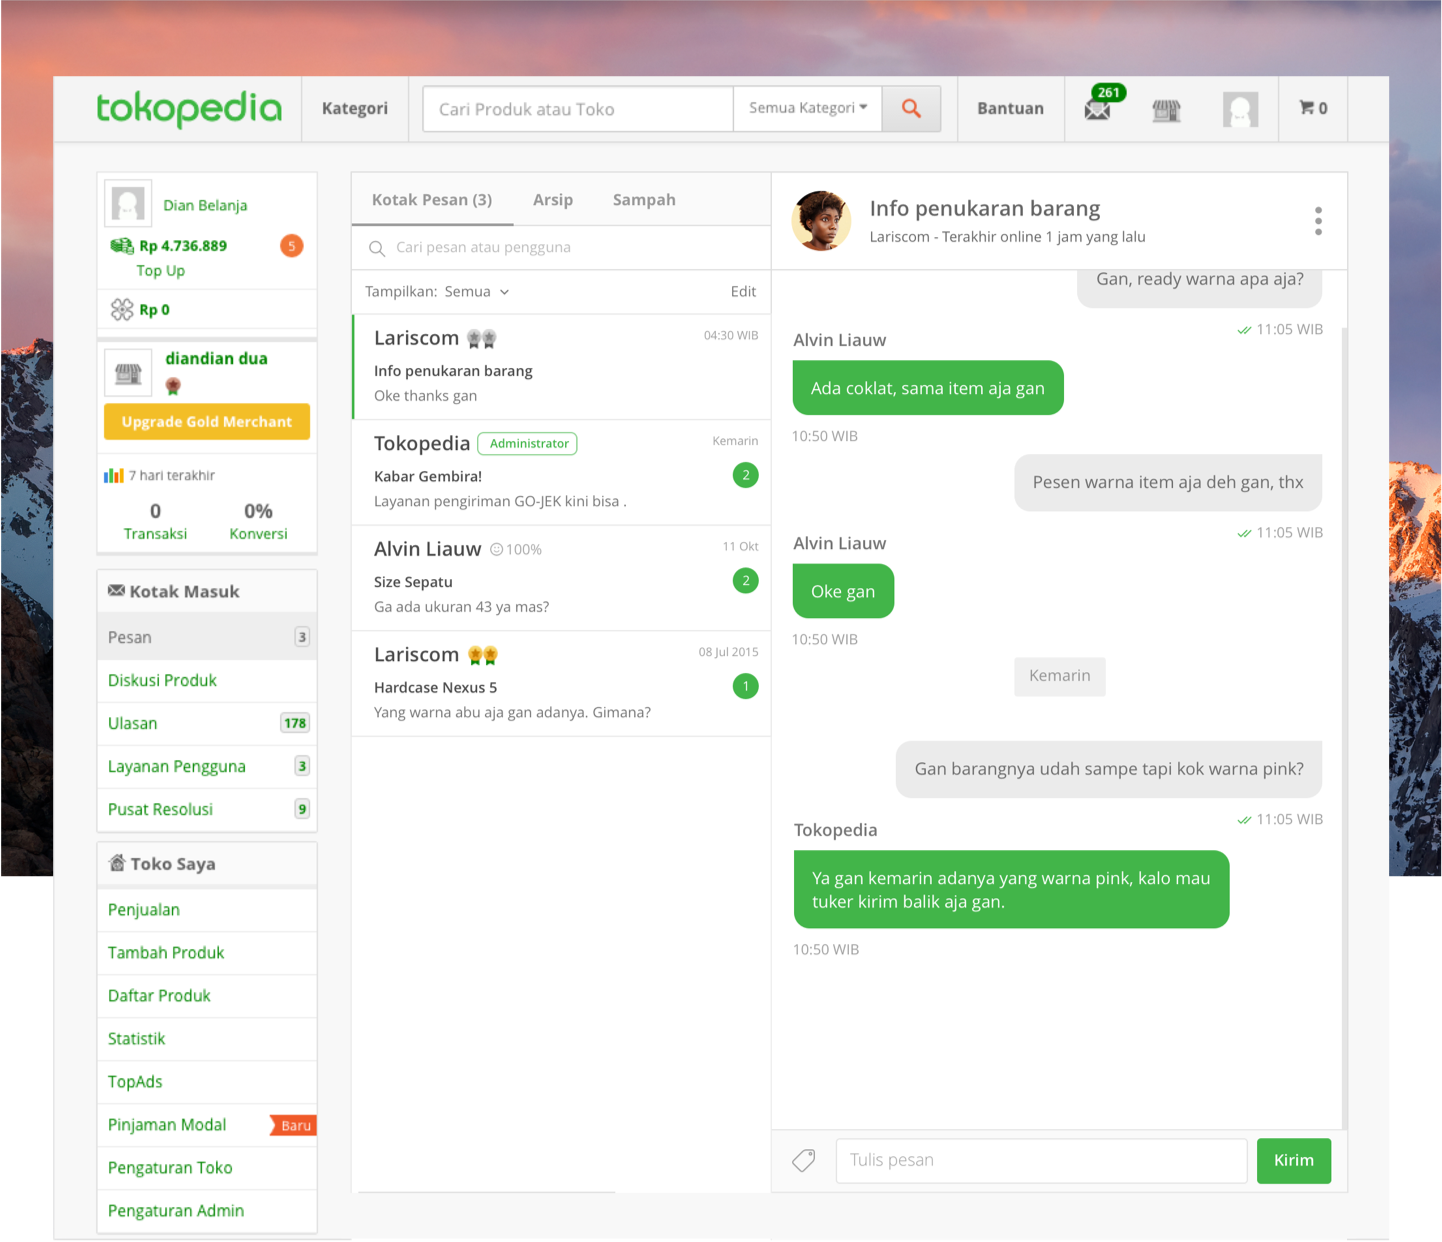 tokopedia
Kategori
Cari Produk atau Toko
Semua Kategori
Bantuan
261
0
Dian Belanja
Rp 4.736.889
5
Top Up
Rp 0
diandian dua
Upgrade Gold Merchant
7 hari terakhir
0 0%
Transaksi Konversi
Kotak Masuk
Pesan 3
Diskusi Produk
Ulasan 178
Layanan Pengguna 3
Pusat Resolusi 9
Toko Saya
Penjualan
Tambah Produk
Daftar Produk
Statistik
TopAds
Pinjaman Modal Baru
Pengaturan Toko
Pengaturan Admin
Kotak Pesan (3) Arsip Sampah
Cari pesan atau pengguna
Tampilkan: Semua Edit
Lariscom 04:30 WIB
Info penukaran barang
Oke thanks gan
Tokopedia Administrator Kemarin
Kabar Gembira! 2
Layanan pengiriman GO-JEK kini bisa .
Alvin Liauw 100% 11 Okt
Size Sepatu 2
Ga ada ukuran 43 ya mas?
Lariscom 08 Jul 2015
Hardcase Nexus 5 1
Yang warna abu aja gan adanya. Gimana?
Info penukaran barang
Lariscom - Terakhir online 1 jam yang lalu
Gan, ready warna apa aja?
11:05 WIB
Alvin Liauw
Ada coklat, sama item aja gan
10:50 WIB
Pesen warna item aja deh gan, thx
11:05 WIB
Alvin Liauw
Oke gan
10:50 WIB
Kemarin
Gan barangnya udah sampe tapi kok warna pink?
11:05 WIB
Tokopedia
Ya gan kemarin adanya yang warna pink, kalo mau
tuker kirim balik aja gan.
10:50 WIB
Tulis pesan
Kirim